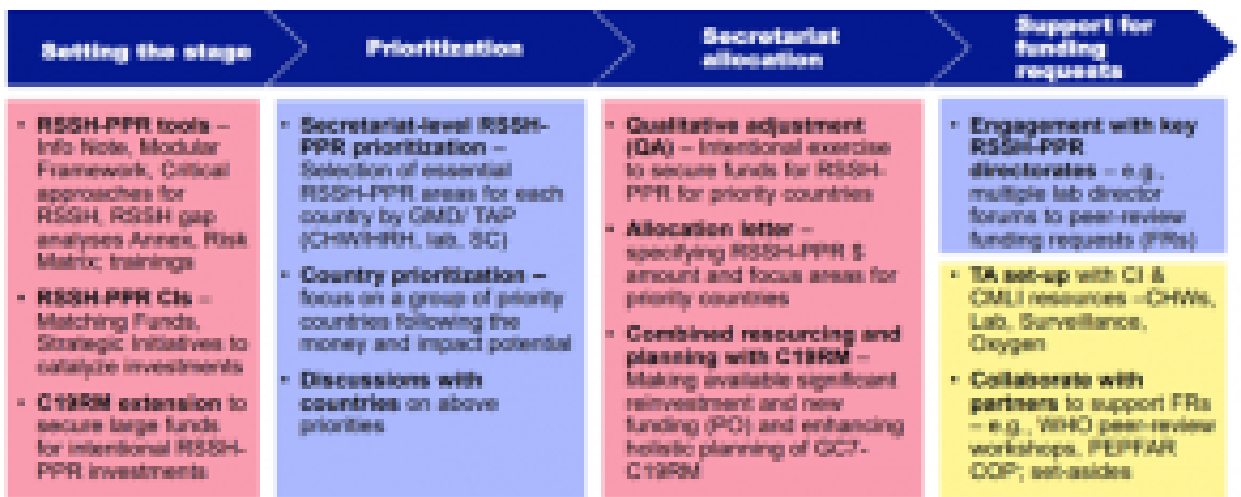 Setting the stage
Prioritization
Secretariat
allocation
Support for
funding
requests
• RSSH-PPR tools –
Info Note, Modular
Framework, Critical
approaches for
RSSH, RSSH gap
analyses Annex, Risk
Matrix; trainings
• RSSH-PPR CIs –
Matching Funds,
Strategic Initiatives to
catalyze investments
• C19RM extension to
secure large funds
for intentional RSSH-
PPR investments
• Secretariat-level RSSH-
PPR prioritization –
Selection of essential
RSSH-PPR areas for each
country by GMD/ TAP
(CHW/HRH, lab, SC)
• Country prioritization –
focus on a group of priority
countries following the
money and impact potential
• Discussions with
countries on above
priorities
• Qualitative adjustment
(QA) – Intentional exercise
to secure funds for RSSH-
PPR for priority countries
• Allocation letter –
specifying RSSH-PPR $
amount and focus areas for
priority countries
• Combined resourcing and
planning with C19RM –
Making available significant
reinvestment and new
funding (PO) and enhancing
holistic planning of GC7-
C19RM
• Engagement with key
RSSH-PPR
directorates – e.g.,
multiple lab director
forums to peer-review
funding requests (FRs)
• TA set-up with CI &
CMLI resources –CHWs,
Lab, Surveillance,
Oxygen
• Collaborate with
partners to support FRs
– e.g., WHO peer-review
workshops, PEPFAR
COP; set-asides